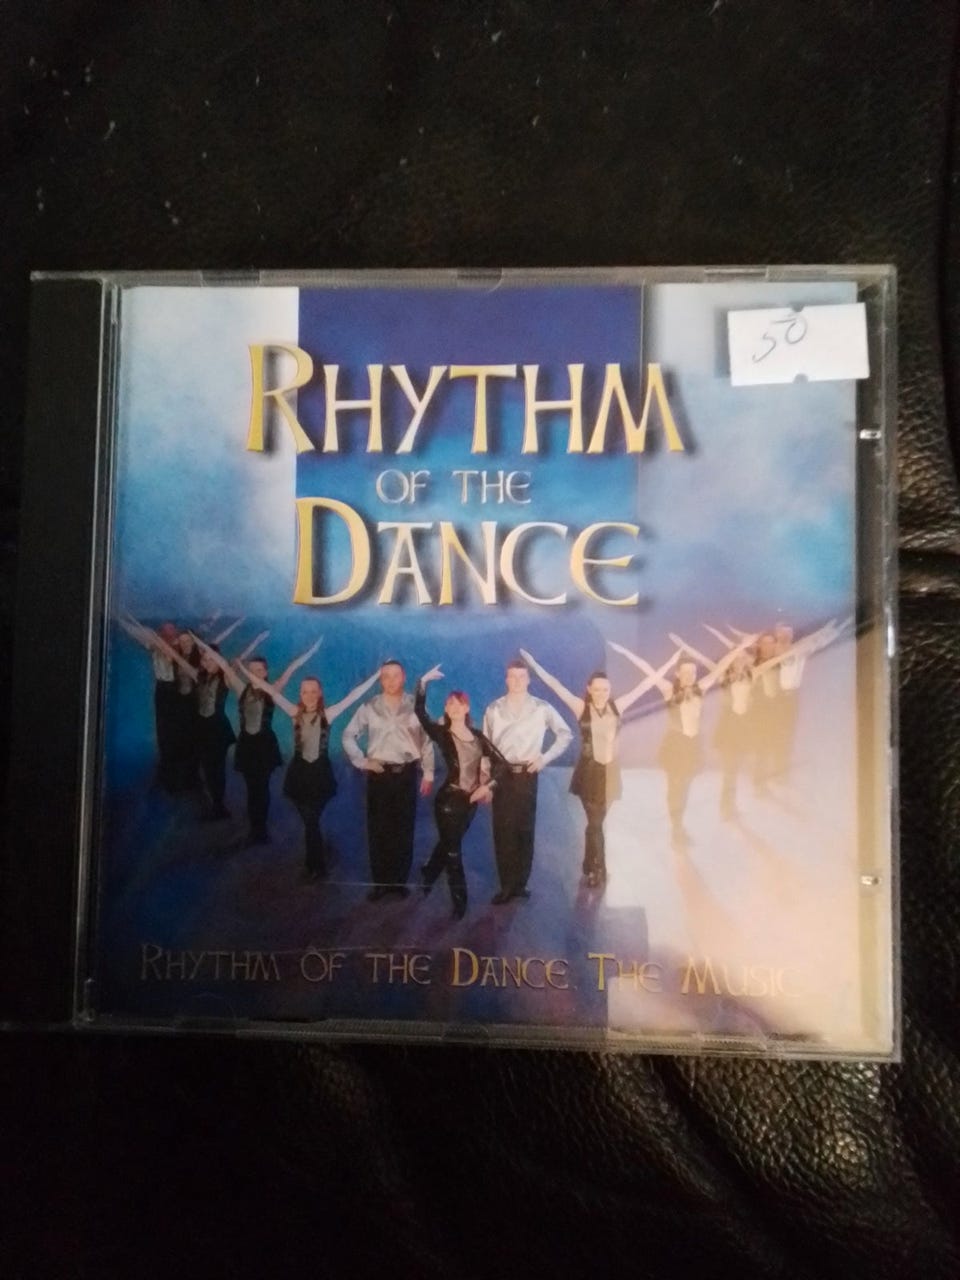 50
RHYTHM
OF THE
DANCE
RHYTHM OF THE DANCE. THE MUSIC